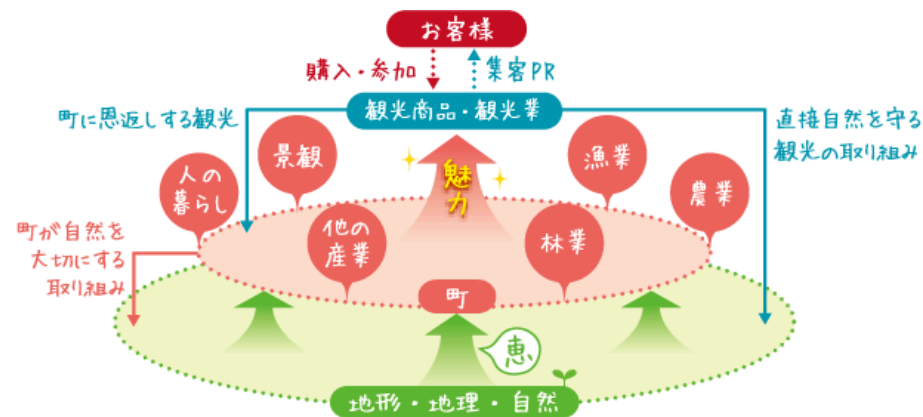 お客様
購入・参加
集客PR
観光商品・観光業
町に恩返しする観光
直接自然を守る
観光の取り組み
魅力
景観
漁業
人の
暮らし
農業
他の
産業
林業
町が自然を
大切にする
取り組み
町
恵
地形・地理・自然